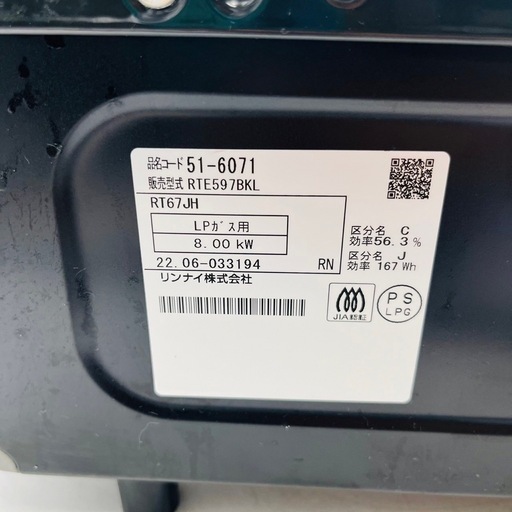 品名コード 51-6071
販売型式 RTE597BKL
RT67JH
LPガス用
8.00 kW
22.06-033194 RN
リンナイ株式会社
区分名 C
効率56.3%
区分名 J
効率 167 Wh
JIA認証
PS
LPG